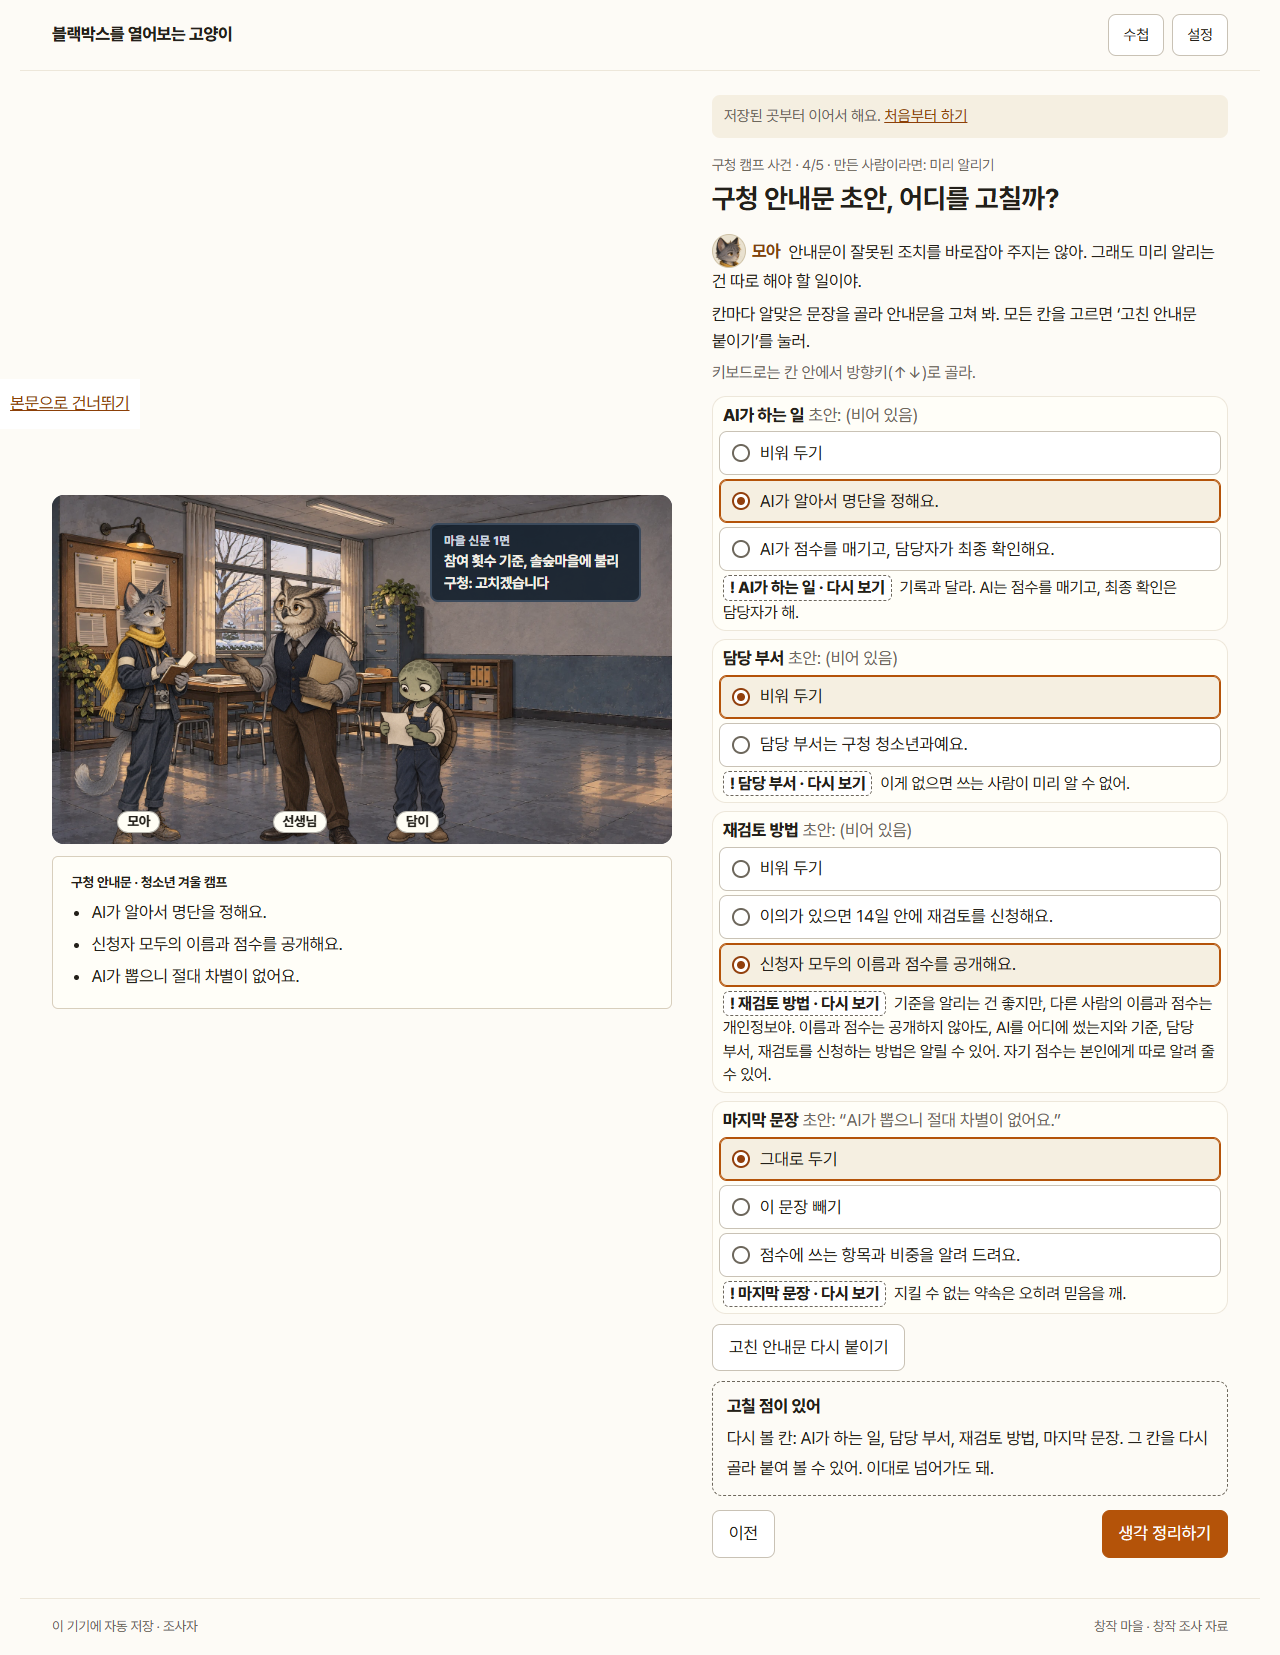 블랙박스를 열어보는 고양이
수첩
설정
본문으로 건너뛰기
마을 신문 1면
참여 횟수 기준, 솔숲마을에 불리
구청: 고치겠습니다
모아
선생님
담이
구청 안내문 · 청소년 겨울 캠프
• AI가 알아서 명단을 정해요.
• 신청자 모두의 이름과 점수를 공개해요.
• AI가 뽑으니 절대 차별이 없어요.
저장된 곳부터 이어서 해요. 처음부터 하기
구청 캠프 사건 · 4/5 · 만든 사람이라면: 미리 알리기
구청 안내문 초안, 어디를 고칠까?
모아 안내문이 잘못된 조치를 바로잡아 주지는 않아. 그래도 미리 알리는
건 따로 해야 할 일이야.
칸마다 알맞은 문장을 골라 안내문을 고쳐 봐. 모든 칸을 고르면 ‘고친 안내문
붙이기’를 눌러.
키보드로는 칸 안에서 방향키(↑↓)로 골라.
AI가 하는 일 초안: (비어 있음)
비워 두기
AI가 알아서 명단을 정해요.
AI가 점수를 매기고, 담당자가 최종 확인해요.
! AI가 하는 일 · 다시 보기 기록과 달라. AI는 점수를 매기고, 최종 확인은
담당자가 해.
담당 부서 초안: (비어 있음)
비워 두기
담당 부서는 구청 청소년과예요.
! 담당 부서 · 다시 보기 이게 없으면 쓰는 사람이 미리 알 수 없어.
재검토 방법 초안: (비어 있음)
비워 두기
이의가 있으면 14일 안에 재검토를 신청해요.
신청자 모두의 이름과 점수를 공개해요.
! 재검토 방법 · 다시 보기 기준을 알리는 건 좋지만, 다른 사람의 이름과 점수는
개인정보야. 이름과 점수는 공개하지 않아도, AI를 어디에 썼는지와 기준, 담당
부서, 재검토를 신청하는 방법은 알릴 수 있어. 자기 점수는 본인에게 따로 알려 줄
수 있어.
마지막 문장 초안: “AI가 뽑으니 절대 차별이 없어요.”
그대로 두기
이 문장 빼기
점수에 쓰는 항목과 비중을 알려 드려요.
! 마지막 문장 · 다시 보기 지킬 수 없는 약속은 오히려 믿음을 깨.
고친 안내문 다시 붙이기
고칠 점이 있어
다시 볼 칸: AI가 하는 일, 담당 부서, 재검토 방법, 마지막 문장. 그 칸을 다시
골라 붙여 볼 수 있어. 이대로 넘어가도 돼.
이전
생각 정리하기
이 기기에 자동 저장 · 조사자
창작 마을 · 창작 조사 자료